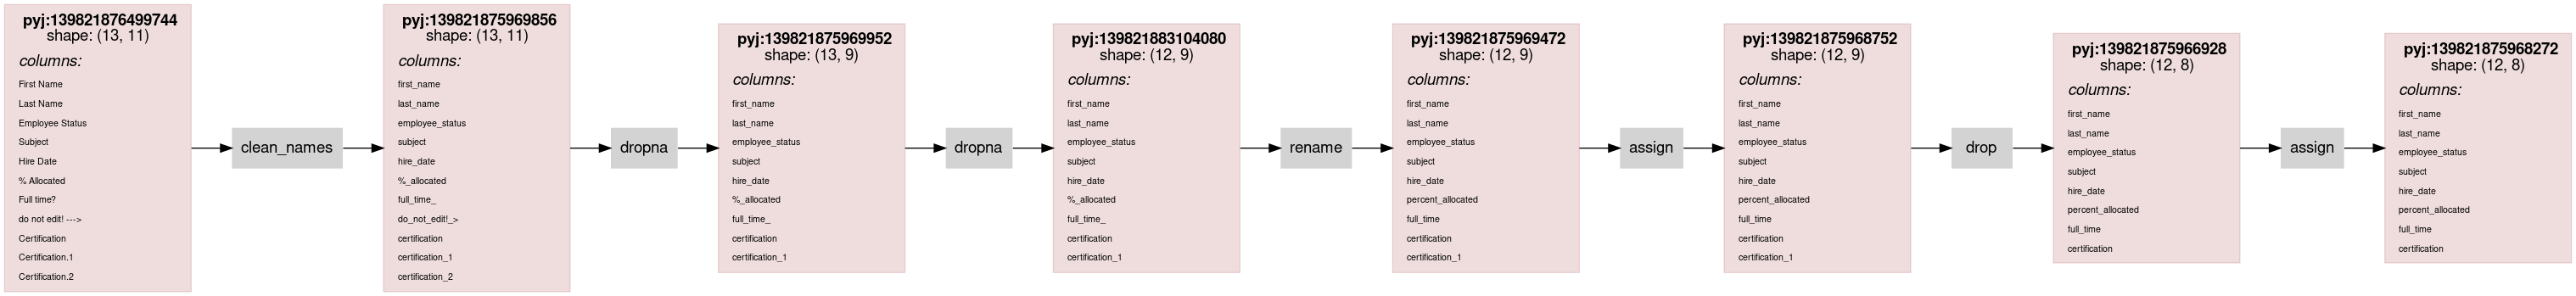 pyj:139821876499744
shape: (13, 11)
columns:
First Name
Last Name
Employee Status
Subject
Hire Date
% Allocated
Full time?
do not edit! --->
Certification
Certification.1
Certification.2
clean_names
pyj:139821875969856
shape: (13, 11)
columns:
first_name
last_name
employee_status
subject
hire_date
%_allocated
full_time_
do_not_edit!_>
certification
certification_1
certification_2
dropna
pyj:139821875969952
shape: (13, 9)
columns:
first_name
last_name
employee_status
subject
hire_date
%_allocated
full_time_
certification
certification_1
dropna
pyj:139821883104080
shape: (12, 9)
columns:
first_name
last_name
employee_status
subject
hire_date
%_allocated
full_time_
certification
certification_1
rename
pyj:139821875969472
shape: (12, 9)
columns:
first_name
last_name
employee_status
subject
hire_date
percent_allocated
full_time
certification
certification_1
assign
pyj:139821875968752
shape: (12, 9)
columns:
first_name
last_name
employee_status
subject
hire_date
percent_allocated
full_time
certification
certification_1
drop
pyj:139821875966928
shape: (12, 8)
columns:
first_name
last_name
employee_status
subject
hire_date
percent_allocated
full_time
certification
assign
pyj:139821875968272
shape: (12, 8)
columns:
first_name
last_name
employee_status
subject
hire_date
percent_allocated
full_time
certification